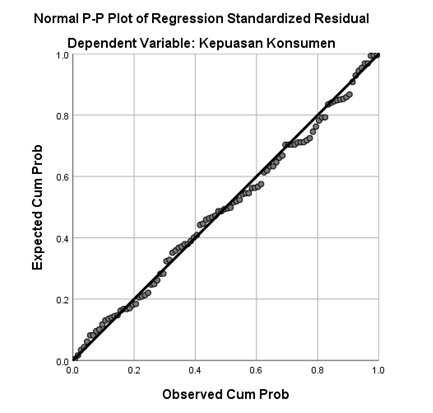 Normal P-P Plot of Regression Standardized Residual
Dependent Variable: Kepuasan Konsumen
1.0
0.8
0.6
0.4
0.2
0.0
Expected Cum Prob
0.0 0.2 0.4 0.6 0.8 1.0
Observed Cum Prob